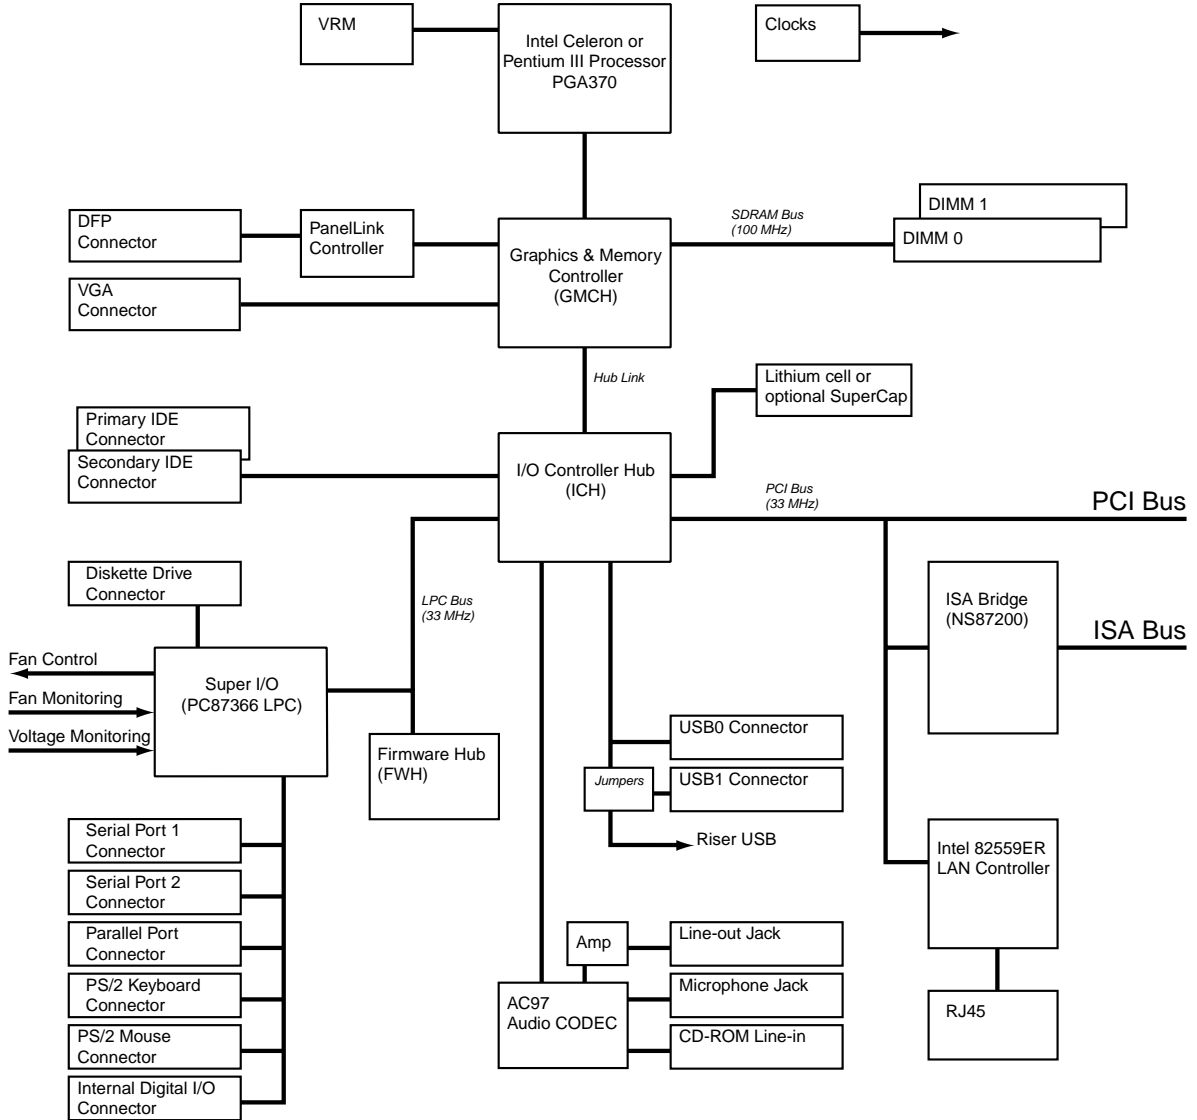 VRM
Intel Celeron or
Pentium III Processor
PGA370
Clocks
DFP
Connector
PanelLink
Controller
SDRAM Bus
(100 MHz)
DIMM 1
DIMM 0
Graphics & Memory
Controller
(GMCH)
VGA
Connector
Hub Link
Lithium cell or
optional SuperCap
Primary IDE
Connector
Secondary IDE
Connector
I/O Controller Hub
(ICH)
PCI Bus
(33 MHz)
PCI Bus
Diskette Drive
Connector
LPC Bus
(33 MHz)
ISA Bridge
(NS87200)
ISA Bus
Fan Control
Fan Monitoring
Voltage Monitoring
Super I/O
(PC87366 LPC)
Firmware Hub
(FWH)
USB0 Connector
Jumpers
USB1 Connector
Riser USB
Serial Port 1
Connector
Serial Port 2
Connector
Parallel Port
Connector
PS/2 Keyboard
Connector
PS/2 Mouse
Connector
Internal Digital I/O
Connector
Intel 82559ER
LAN Controller
Amp
Line-out Jack
AC97
Audio CODEC
Microphone Jack
CD-ROM Line-in
RJ45